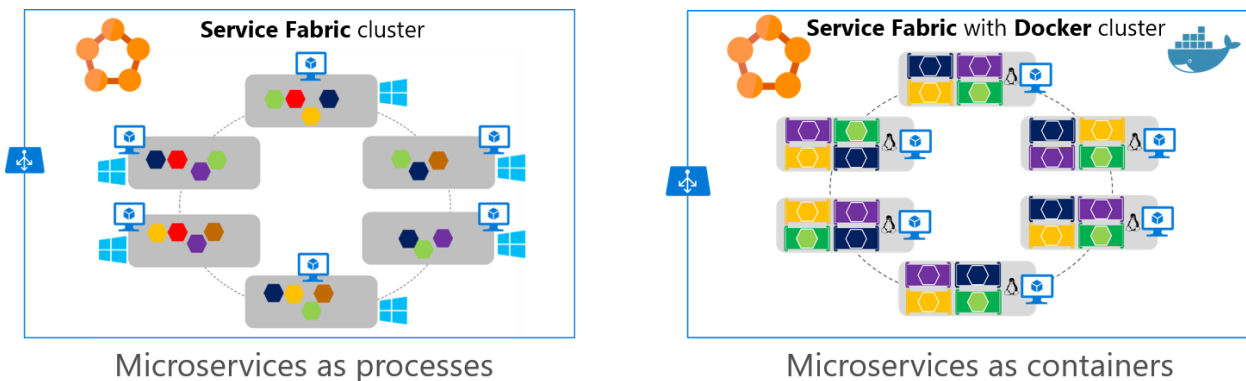 Service Fabric cluster
Service Fabric with Docker cluster
Microservices as processes
Microservices as containers